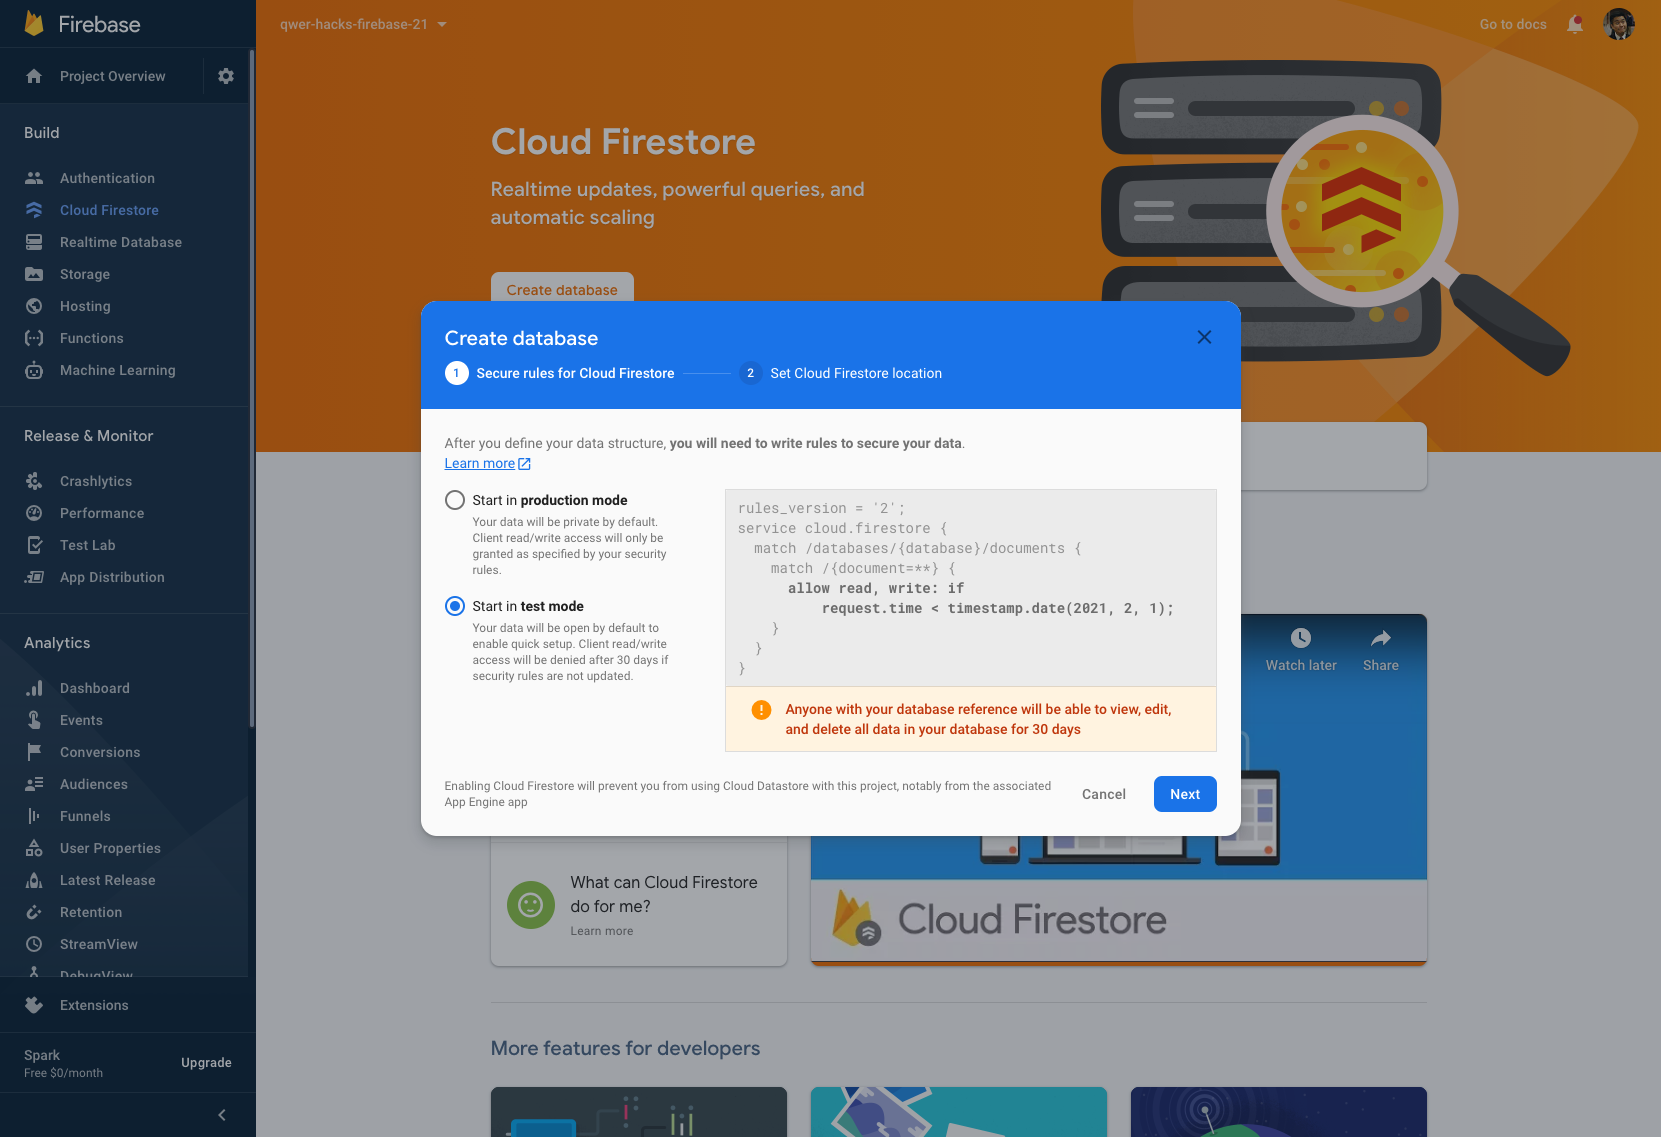 Firebase
qwer-hacks-firebase-21
Go to docs
Project Overview
Build
Authentication
Cloud Firestore
Realtime Database
Storage
Hosting
Functions
Machine Learning
Release & Monitor
Crashlytics
Performance
Test Lab
App Distribution
Analytics
Dashboard
Events
Conversions
Audiences
Funnels
User Properties
Latest Release
Retention
StreamView
DebugView
Extensions
Spark
Free $0/month
Upgrade
Cloud Firestore
Realtime updates, powerful queries, and
automatic scaling
Create database
Create database
1 Secure rules for Cloud Firestore
2 Set Cloud Firestore location
After you define your data structure, you will need to write rules to secure your data.
Learn more
Start in production mode
Your data will be private by default.
Client read/write access will only be
granted as specified by your security
rules.
Start in test mode
Your data will be open by default to
enable quick setup. Client read/write
access will be denied after 30 days if
security rules are not updated.
rules_version = '2';
service cloud.firestore {
match /databases/{database}/documents {
match /{document=**} {
allow read, write: if
request.time < timestamp.date(2021, 2, 1);
}
}
}
Anyone with your database reference will be able to view, edit,
and delete all data in your database for 30 days
Enabling Cloud Firestore will prevent you from using Cloud Datastore with this project, notably from the associated
App Engine app
Cancel
Next
Watch later
Share
What can Cloud Firestore
do for me?
Learn more
Cloud Firestore
More features for developers